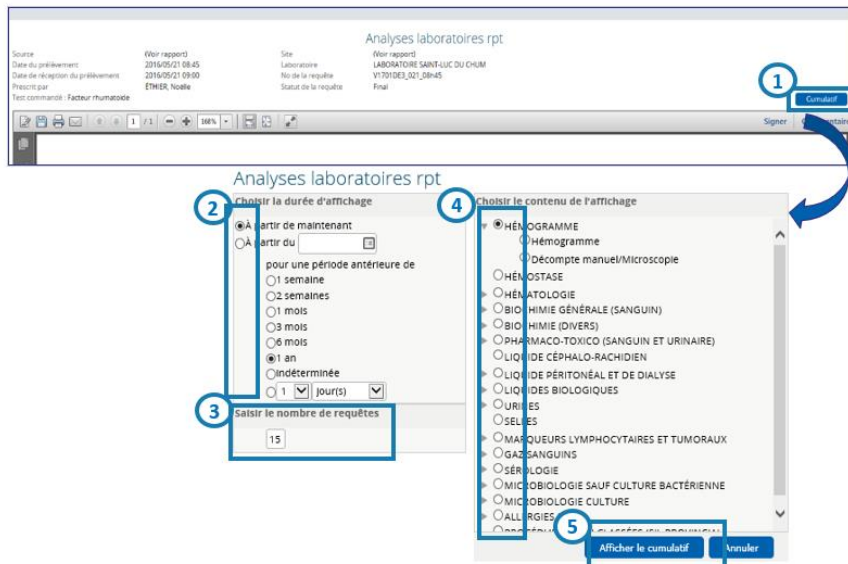 Analyses laboratoires rpt
Source (Voir rapport) Site (Voir rapport)
Date du prélèvement 2016/05/21 08:45 Laboratoire LABORATOIRE SAINT-LUC DU CHUM
Date de réception du prélèvement 2016/05/21 09:00 No de la requête V1701DE3_021_08h45
Prescrit par ÉTHIER, Noëlle Statut de la requête Final
Test commandé : Facteur rhumatoide
1
Cumulatif
1 / 1 168% Signer
Analyses laboratoires rpt
2
Choisir la durée d'affichage
À partir de maintenant
À partir du
pour une période antérieure de
1 semaine
2 semaines
1 mois
3 mois
6 mois
1 an
Indéterminée
1 jour(s)
3
Saisir le nombre de requêtes
15
4
Choisir le contenu de l'affichage
HÉMOGRAMME
Hémogramme
Décompte manuel/Microscopie
HÉMOSTASE
HÉMATOLOGIE
BIOCHIMIE GÉNÉRALE (SANGUIN)
BIOCHIMIE (DIVERS)
PHARMACO-TOXICO (SANGUIN ET URINAIRE)
LIQUIDE CÉPHALO-RACHIDIEN
LIQUIDE PÉRITONÉAL ET DE DIALYSE
LIQUIDES BIOLOGIQUES
URINES
SELLES
MARQUEURS LYMPHOCYTAIRES ET TUMORAUX
GAZ SANGUINS
SÉROLOGIE
MICROBIOLOGIE SAUF CULTURE BACTÉRIENNE
MICROBIOLOGIE CULTURE
ALLERGIES
5
Afficher le cumulatif Annuler